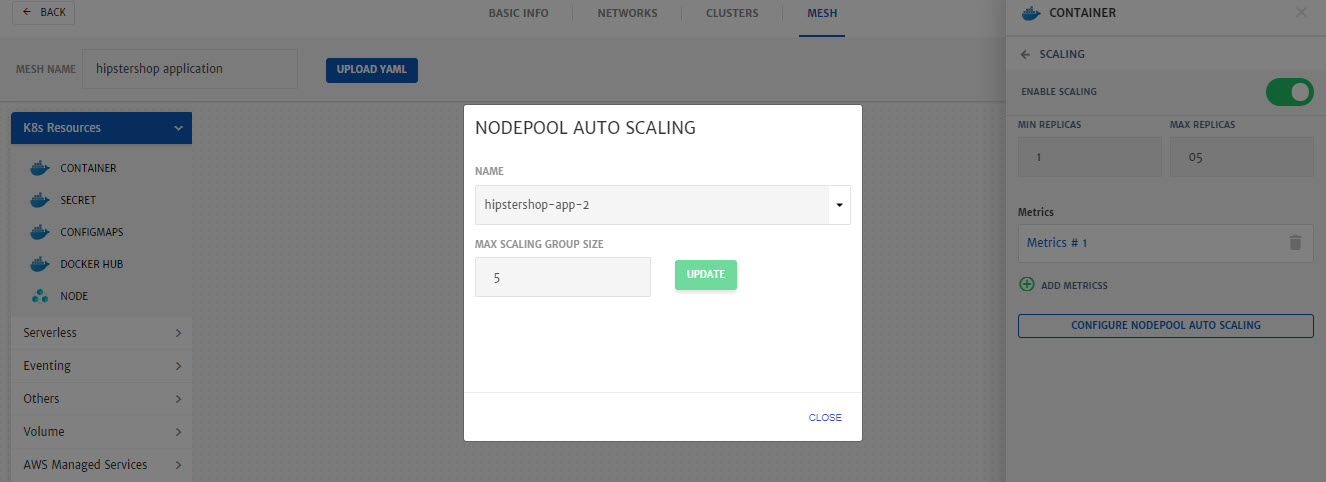 BACK
BASIC INFO NETWORKS CLUSTERS MESH
MESH NAME hipstershop application UPLOAD YAML
K8s Resources
CONTAINER
SECRET
CONFIGMAPS
DOCKER HUB
NODE
Serverless
Eventing
Others
Volume
AWS Managed Services
NODEPOOL AUTO SCALING
NAME
hipstershop-app-2
MAX SCALING GROUP SIZE
5 UPDATE
CLOSE
CONTAINER
SCALING
ENABLE SCALING
MIN REPLICAS MAX REPLICAS
1 05
Metrics
Metrics # 1
ADD METRICSS
CONFIGURE NODEPOOL AUTO SCALING